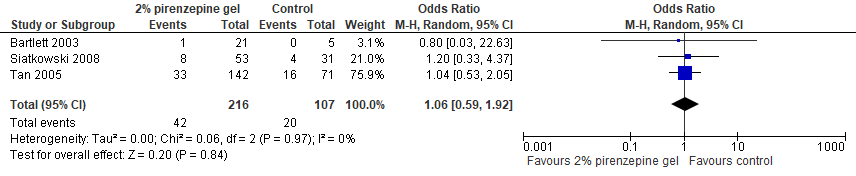 2% pirenzepine gel Control Odds Ratio Odds Ratio
Study or Subgroup Events Total Events Total Weight M-H, Random, 95% CI M-H, Random, 95% CI
Bartlett 2003 1 21 0 5 3.1% 0.80 [0.03, 22.63]
Siatkowski 2008 8 53 4 31 21.0% 1.20 [0.33, 4.37]
Tan 2005 33 142 16 71 75.9% 1.04 [0.53, 2.05]
Total (95% CI) 216 107 100.0% 1.06 [0.59, 1.92]
Total events 42 20
Heterogeneity: Tau² = 0.00; Chi² = 0.06, df = 2 (P = 0.97); I² = 0%
Test for overall effect: Z = 0.20 (P = 0.84)
0.001 0.1 1 10 1000
Favours 2% pirenzepine gel Favours control